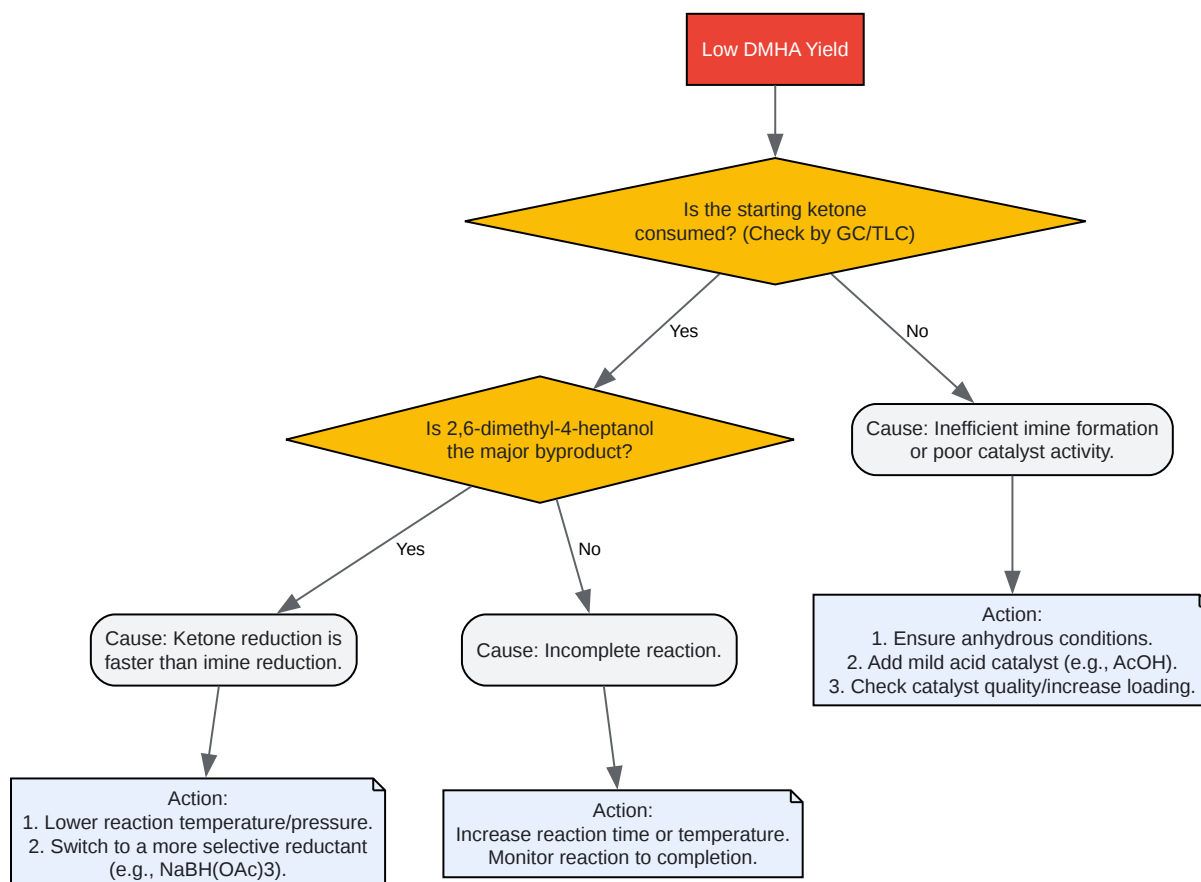 Low DMHA Yield
Is the starting ketone
consumed? (Check by GC/TLC)
Yes
No
Is 2,6-dimethyl-4-heptanol
the major byproduct?
Cause: Inefficient imine formation
or poor catalyst activity.
Yes
No
Cause: Ketone reduction is
faster than imine reduction.
Cause: Incomplete reaction.
Action:
1. Ensure anhydrous conditions.
2. Add mild acid catalyst (e.g., AcOH).
3. Check catalyst quality/increase loading.
Action:
1. Lower reaction temperature/pressure.
2. Switch to a more selective reductant
(e.g., NaBH(OAc)3).
Action:
Increase reaction time or temperature.
Monitor reaction to completion.